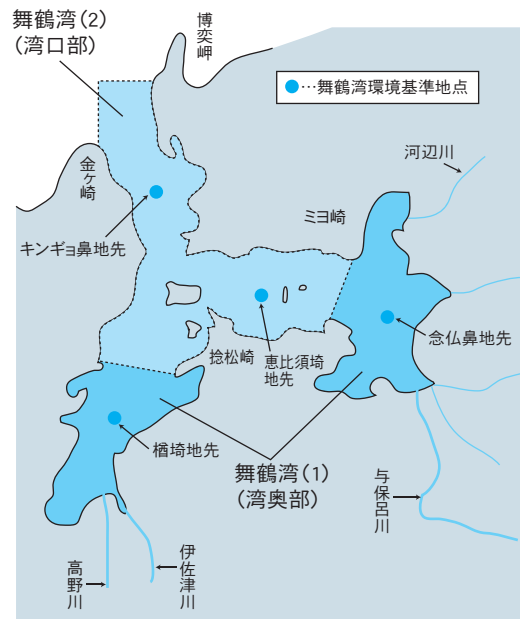 舞鶴湾(2)
(湾口部)
博奕岬
●…舞鶴湾環境基準地点
河辺川
金ヶ崎
ミヨ崎
キンギョ鼻地先
捻松崎
恵比須埼
地先
念仏鼻地先
楢埼地先
舞鶴湾(1)
(湾奥部)
与保呂川
高野川
伊佐津川